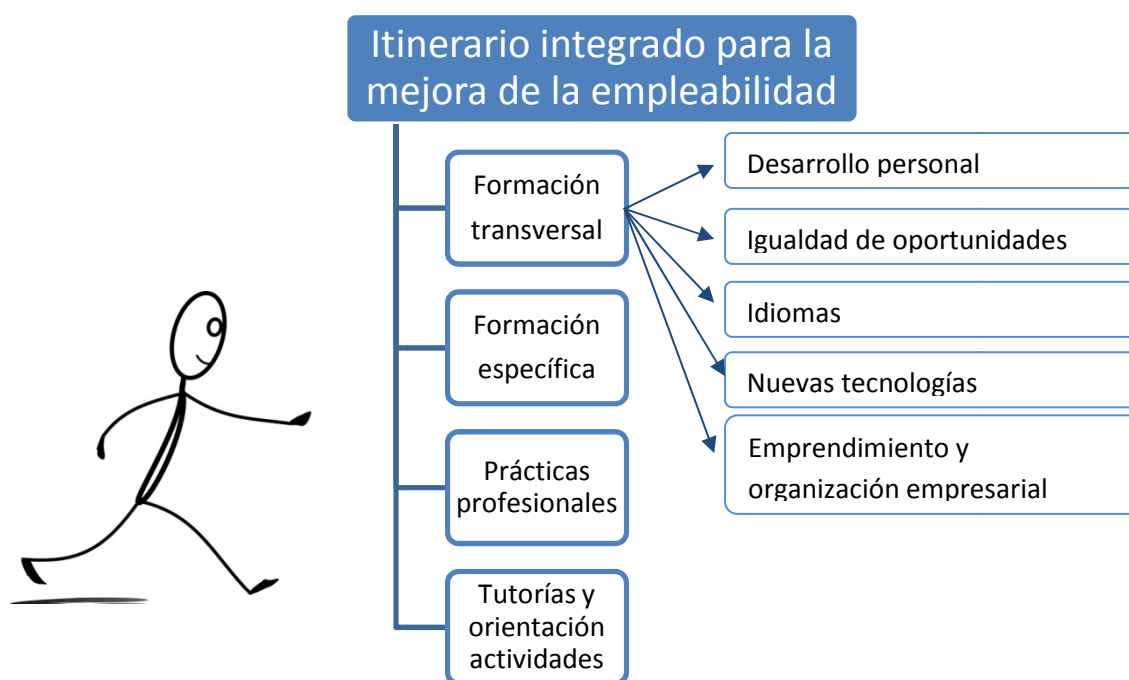 Itinerario integrado para la
mejora de la empleabilidad
Formación
transversal
Desarrollo personal
Igualdad de oportunidades
Idiomas
Nuevas tecnologías
Emprendimiento y
organización empresarial
Formación
específica
Prácticas
profesionales
Tutorías y
orientación
actividades